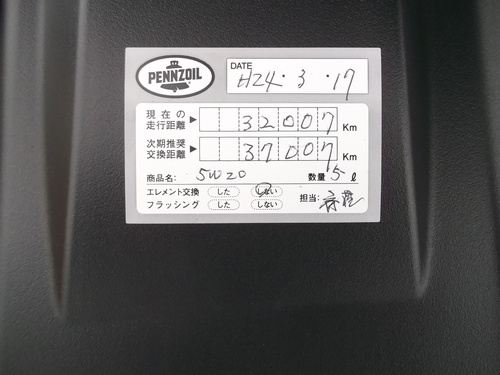 PENNZOIL
DATE
H24・3・17
現在の
走行距離
32007 Km
次期推奨
交換距離
37007 Km
商品名: 5W20 数量 5 ℓ
エレメント交換 した しない
フラッシング した しない 担当: